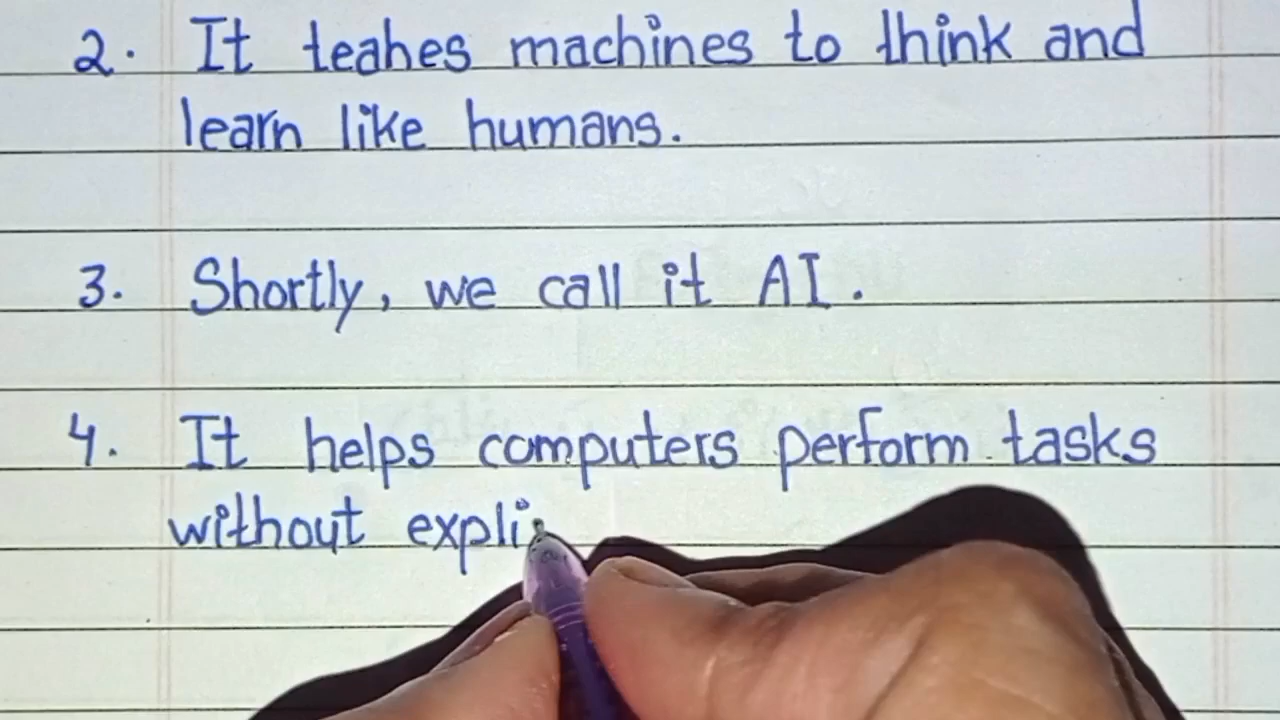 2. It teahes machines to think and
learn like humans.
3. Shortly, we call it AI.
4. It helps computers perform tasks
without expli